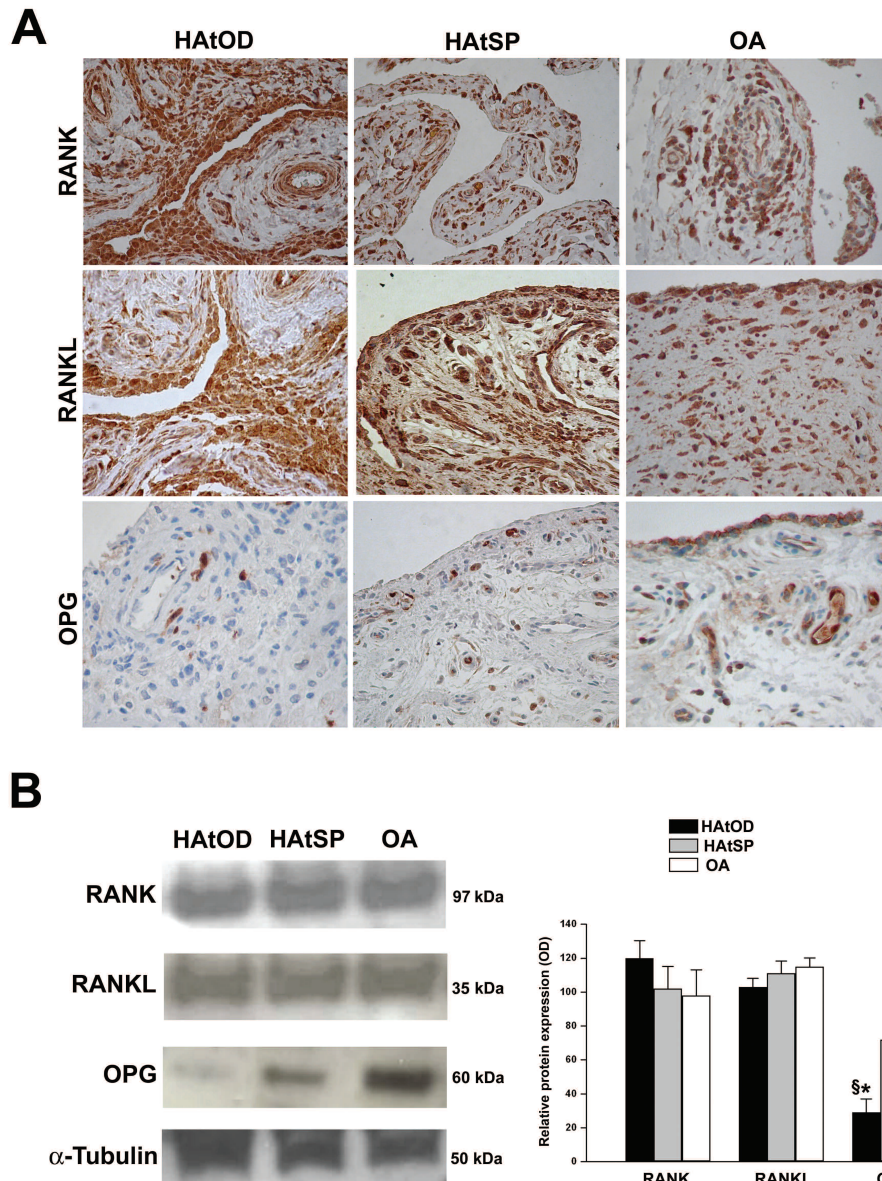 A
HAtOD HAtSP OA
RANK
RANKL
OPG
B
HAtOD HAtSP OA
RANK 97 kDa
RANKL 35 kDa
OPG 60 kDa
α-Tubulin 50 kDa
HAtOD
HAtSP
OA
Relative protein expression (OD)
140
120
100
80
60
40
20
0
§*
RANK RANKL